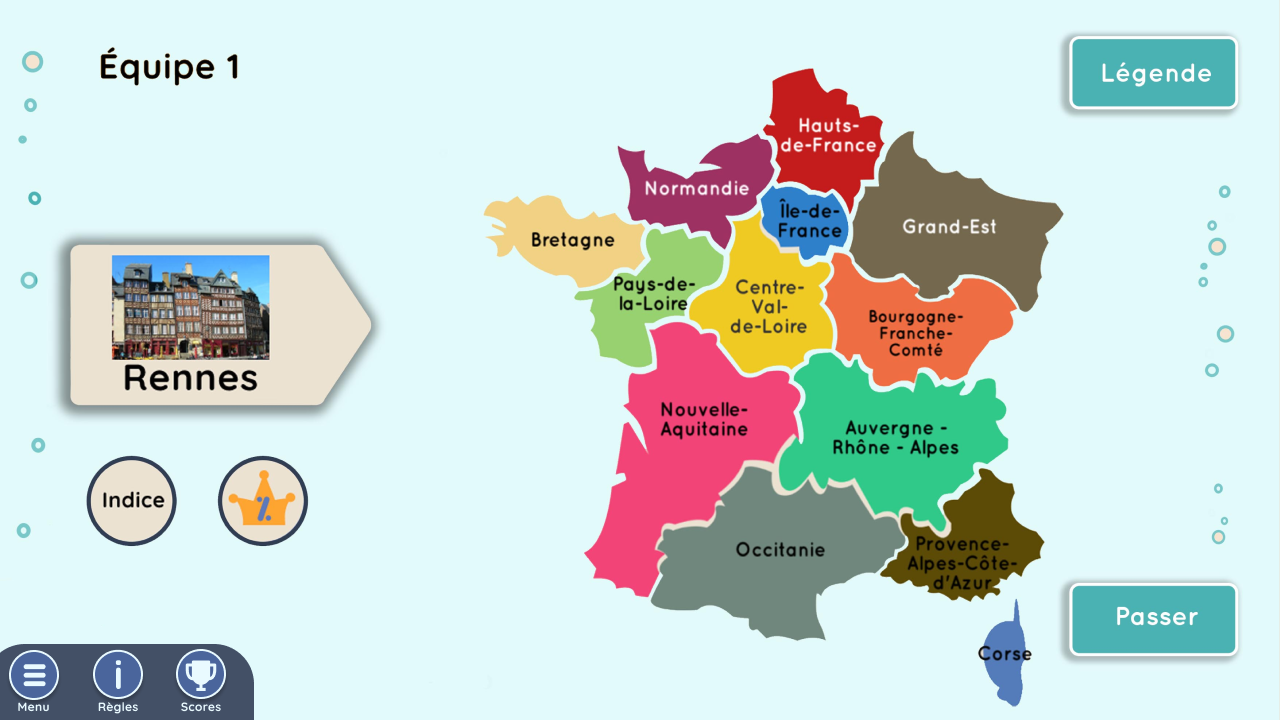 Équipe 1
Légende
Hauts-
de-France
Normandie
Île-de-
France
Grand-Est
Bretagne
Pays-de-
la-Loire
Centre-
Val-
de-Loire
Bourgogne-
Franche-
Comté
Rennes
Nouvelle-
Aquitaine
Auvergne -
Rhône - Alpes
Indice
Occitanie
Provence-
Alpes-Côte-
d'Azur
Passer
Corse
Menu
Règles
Scores